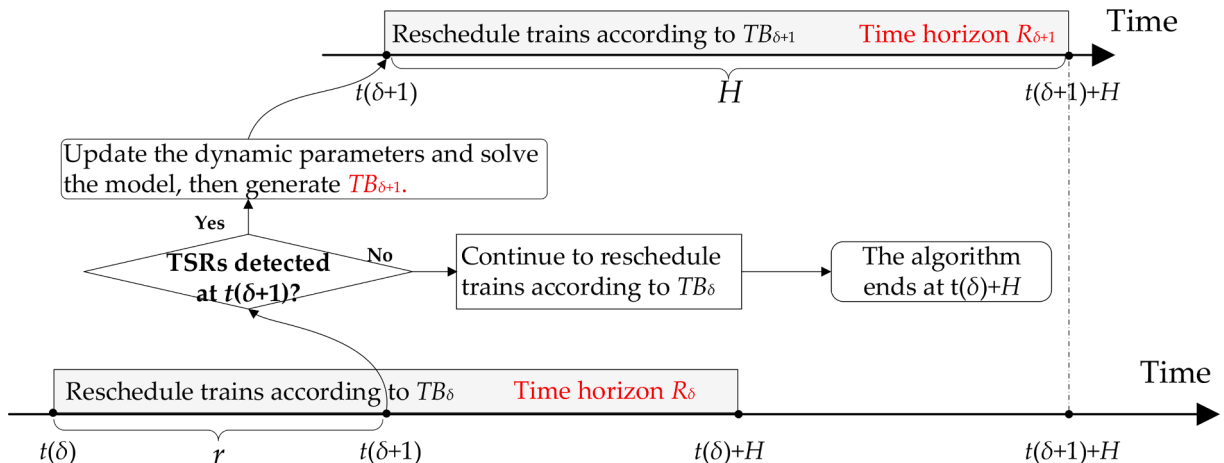 Time
Reschedule trains according to TBδ+1 Time horizon Rδ+1
t(δ+1) H t(δ+1)+H
Update the dynamic parameters and solve
the model, then generate TBδ+1.
Yes
No
TSRs detected
at t(δ+1)?
Continue to reschedule
trains according to TBδ
The algorithm
ends at t(δ)+H
Time
Reschedule trains according to TBδ Time horizon Rδ
t(δ) r t(δ+1) t(δ)+H t(δ+1)+H